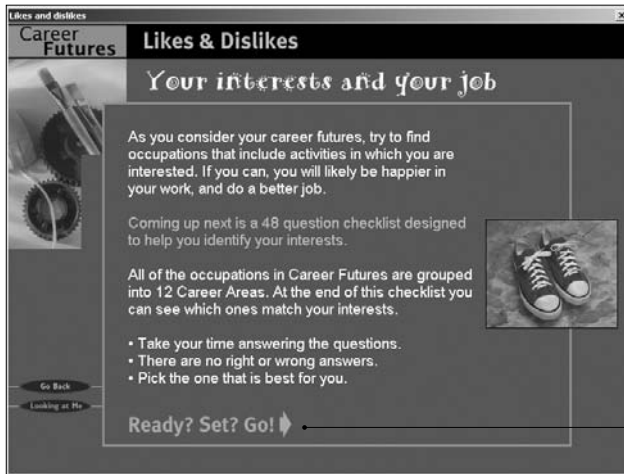 Likes and dislikes
Career
Futures
Likes & Dislikes
Your interests and your job
As you consider your career futures, try to find
occupations that include activities in which you are
interested. If you can, you will likely be happier in
your work, and do a better job.
Coming up next is a 48 question checklist designed
to help you identify your interests.
All of the occupations in Career Futures are grouped
into 12 Career Areas. At the end of this checklist you
can see which ones match your interests.
• Take your time answering the questions.
• There are no right or wrong answers.
• Pick the one that is best for you.
Go Back
Looking at Me
Ready? Set? Go!